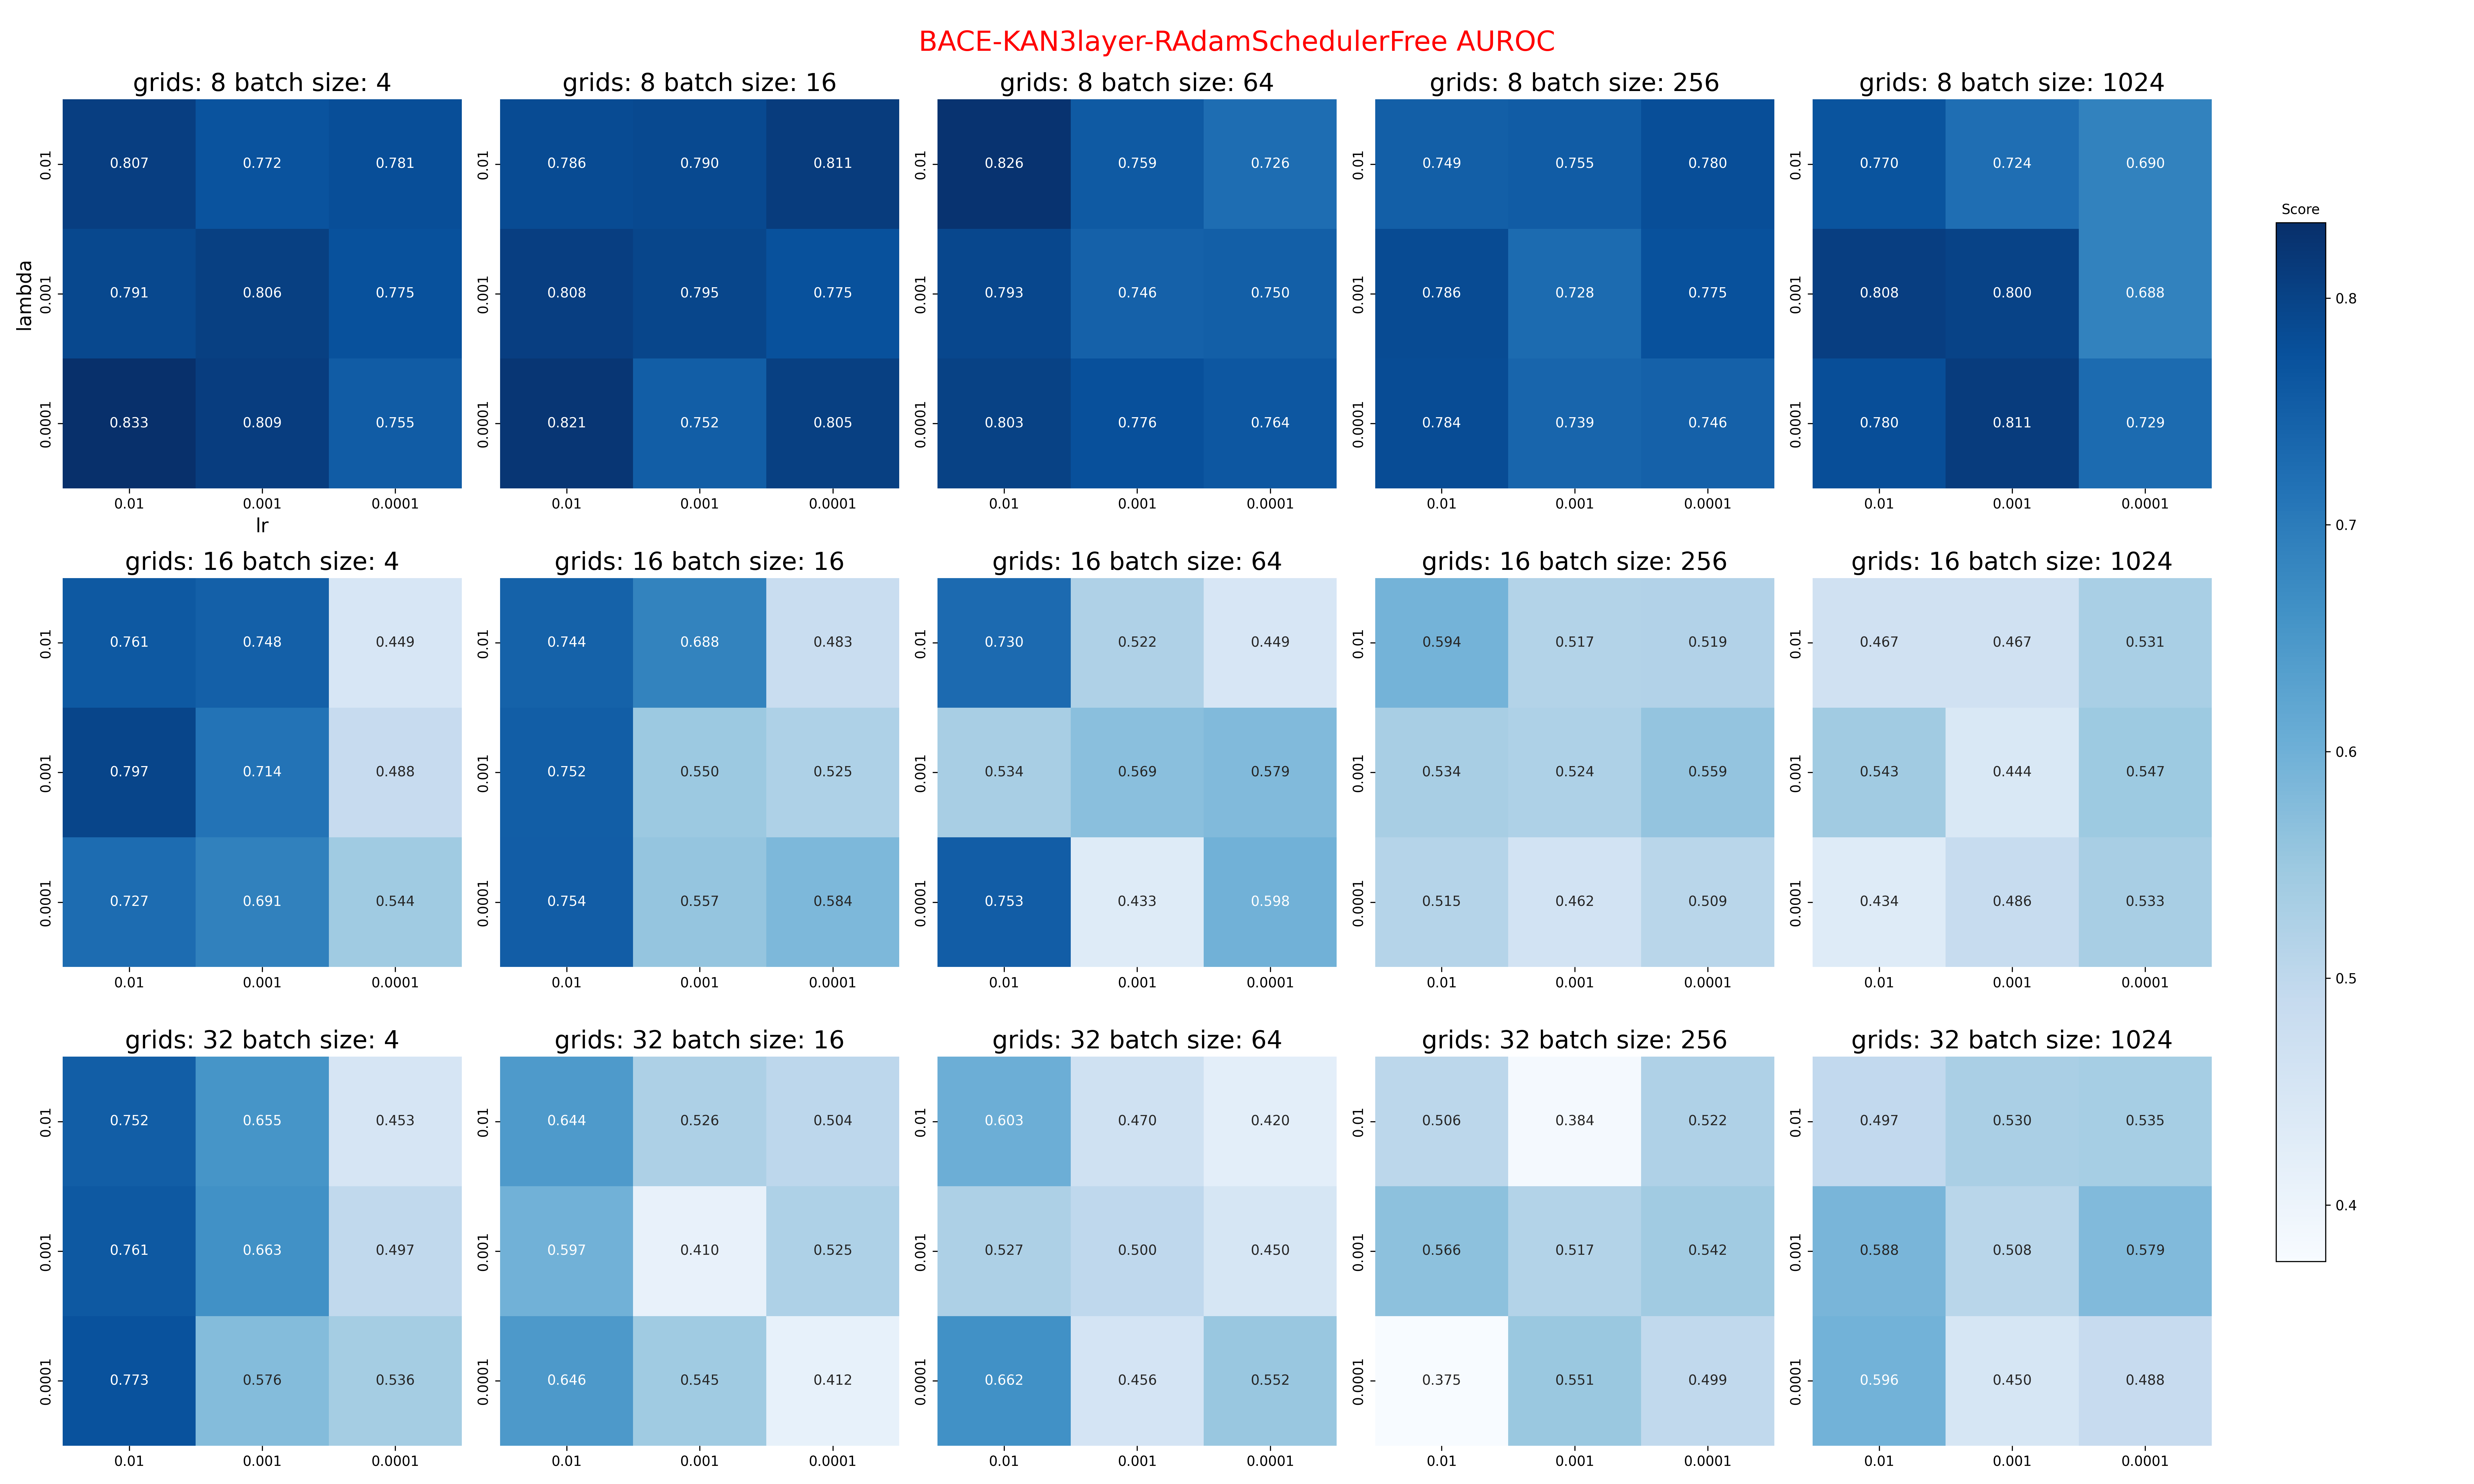 BACE-KAN3layer-RAdamSchedulerFree AUROC
grids: 8 batch size: 4
0.01 0.807 0.772 0.781
lambda
0.001 0.791 0.806 0.775
0.0001 0.833 0.809 0.755
0.01 0.001 0.0001
lr
grids: 8 batch size: 16
0.01 0.786 0.790 0.811
0.001 0.808 0.795 0.775
0.0001 0.821 0.752 0.805
0.01 0.001 0.0001
grids: 8 batch size: 64
0.01 0.826 0.759 0.726
0.001 0.793 0.746 0.750
0.0001 0.803 0.776 0.764
0.01 0.001 0.0001
grids: 8 batch size: 256
0.01 0.749 0.755 0.780
0.001 0.786 0.728 0.775
0.0001 0.784 0.739 0.746
0.01 0.001 0.0001
grids: 8 batch size: 1024
0.01 0.770 0.724 0.690
0.001 0.808 0.800 0.688
0.0001 0.780 0.811 0.729
0.01 0.001 0.0001
grids: 16 batch size: 4
0.01 0.761 0.748 0.449
0.001 0.797 0.714 0.488
0.0001 0.727 0.691 0.544
0.01 0.001 0.0001
grids: 16 batch size: 16
0.01 0.744 0.688 0.483
0.001 0.752 0.550 0.525
0.0001 0.754 0.557 0.584
0.01 0.001 0.0001
grids: 16 batch size: 64
0.01 0.730 0.522 0.449
0.001 0.534 0.569 0.579
0.0001 0.753 0.433 0.598
0.01 0.001 0.0001
grids: 16 batch size: 256
0.01 0.594 0.517 0.519
0.001 0.534 0.524 0.559
0.0001 0.515 0.462 0.509
0.01 0.001 0.0001
grids: 16 batch size: 1024
0.01 0.467 0.467 0.531
0.001 0.543 0.444 0.547
0.0001 0.434 0.486 0.533
0.01 0.001 0.0001
grids: 32 batch size: 4
0.01 0.752 0.655 0.453
0.001 0.761 0.663 0.497
0.0001 0.773 0.576 0.536
0.01 0.001 0.0001
grids: 32 batch size: 16
0.01 0.644 0.526 0.504
0.001 0.597 0.410 0.525
0.0001 0.646 0.545 0.412
0.01 0.001 0.0001
grids: 32 batch size: 64
0.01 0.603 0.470 0.420
0.001 0.527 0.500 0.450
0.0001 0.662 0.456 0.552
0.01 0.001 0.0001
grids: 32 batch size: 256
0.01 0.506 0.384 0.522
0.001 0.566 0.517 0.542
0.0001 0.375 0.551 0.499
0.01 0.001 0.0001
grids: 32 batch size: 1024
0.01 0.497 0.530 0.535
0.001 0.588 0.508 0.579
0.0001 0.596 0.450 0.488
0.01 0.001 0.0001
Score
0.8
0.7
0.6
0.5
0.4